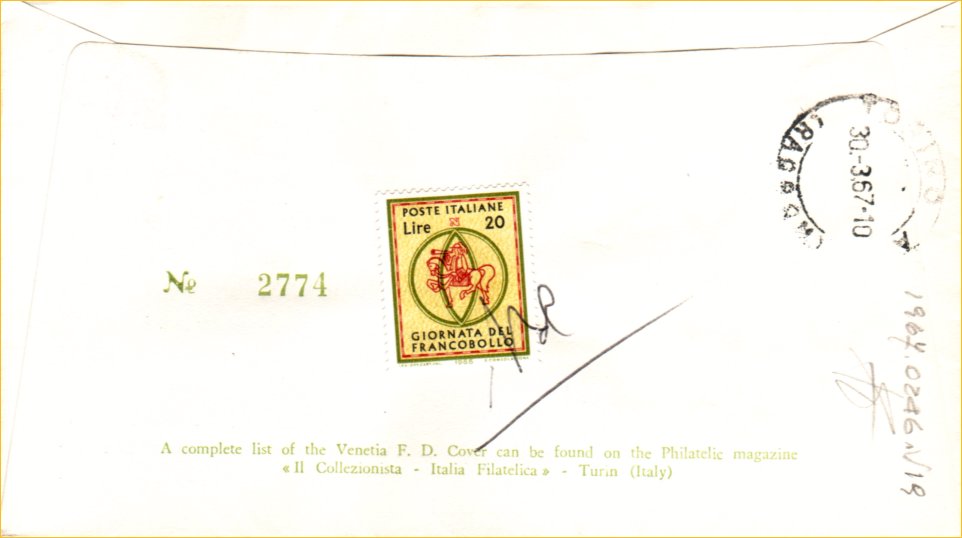 POSTE ITALIANE
Lire 20
GIORNATA DEL
FRANCOBOLLO
1966
№ 2774
30.-3.67-10
A complete list of the Venetia F. D. Cover can be found on the Philatelic magazine
« Il Collezionista - Italia Filatelica » - Turin (Italy)